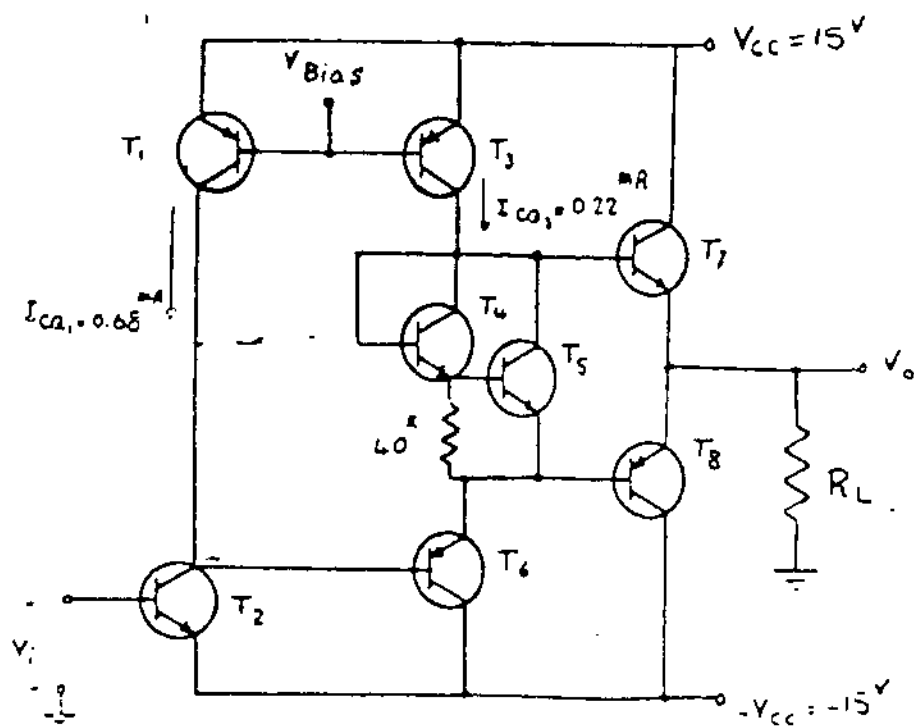 V_CC = 15^V
V_Bias
T_1
T_3
I_CQ3 = 0.22^mA
I_CQ1 = 0.68^mA
T_7
T_4
T_5
V_o
40^K
T_8
R_L
T_6
T_2
V_i
-V_CC = -15^V